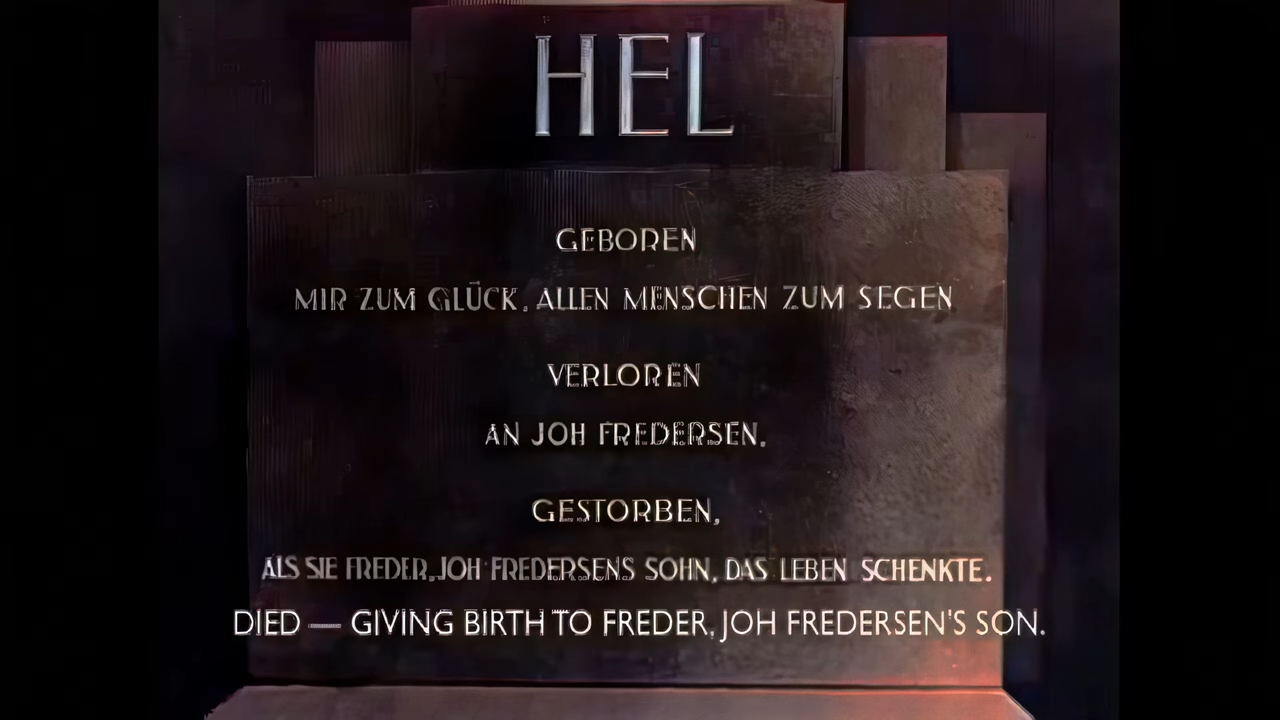 HEL
GEBOREN
MIR ZUM GLÜCK, ALLEN MENSCHEN ZUM SEGEN
VERLOREN
AN JOH FREDERSEN.
GESTORBEN,
ALS SIE FREDER, JOH FREDERSENS SOHN, DAS LEBEN SCHENKTE.
DIED — GIVING BIRTH TO FREDER, JOH FREDERSEN'S SON.